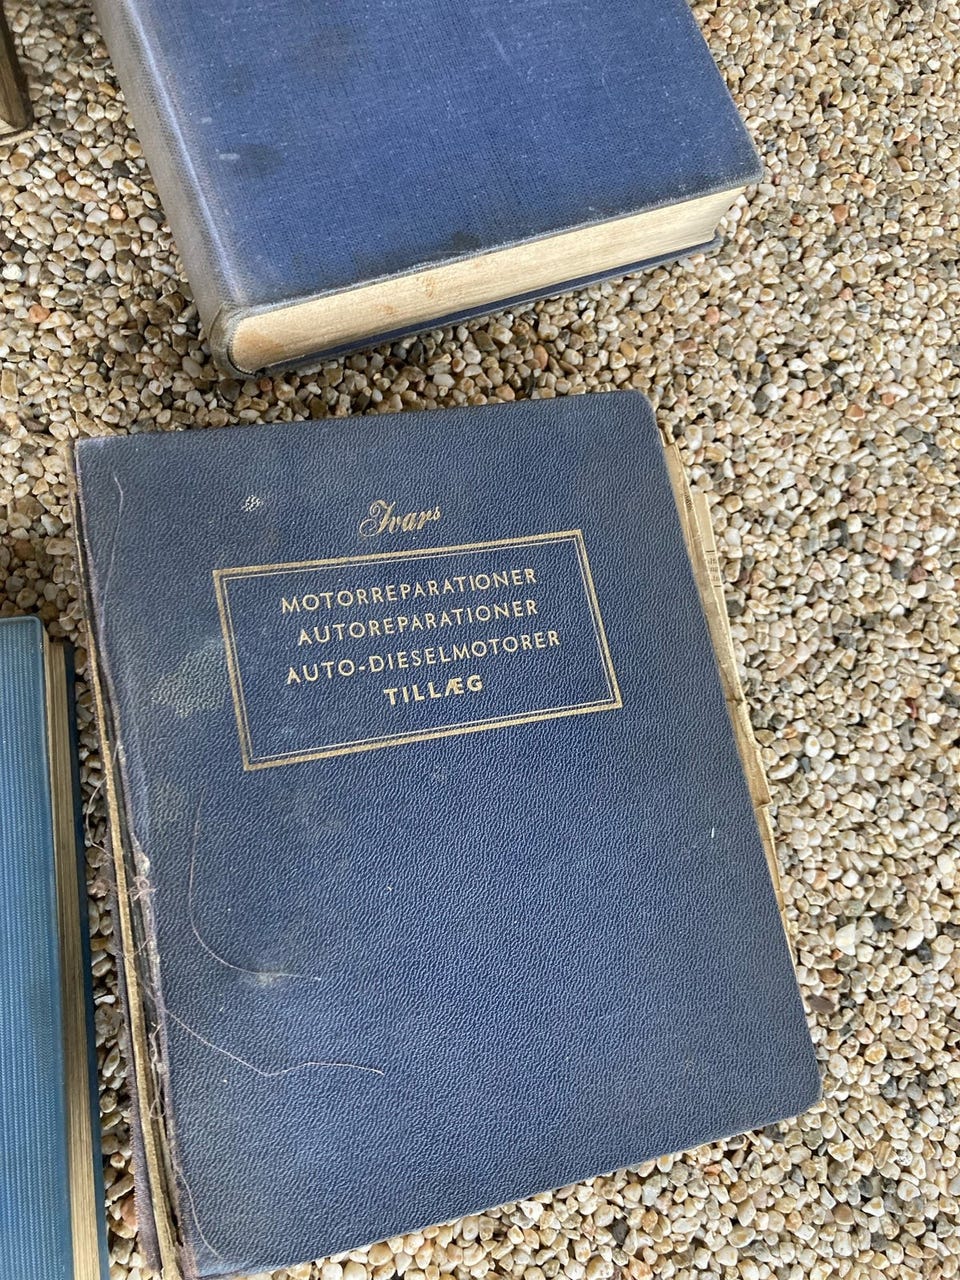 Ivars
MOTORREPARATIONER
AUTOREPARATIONER
AUTO-DIESELMOTORER
TILLÆG